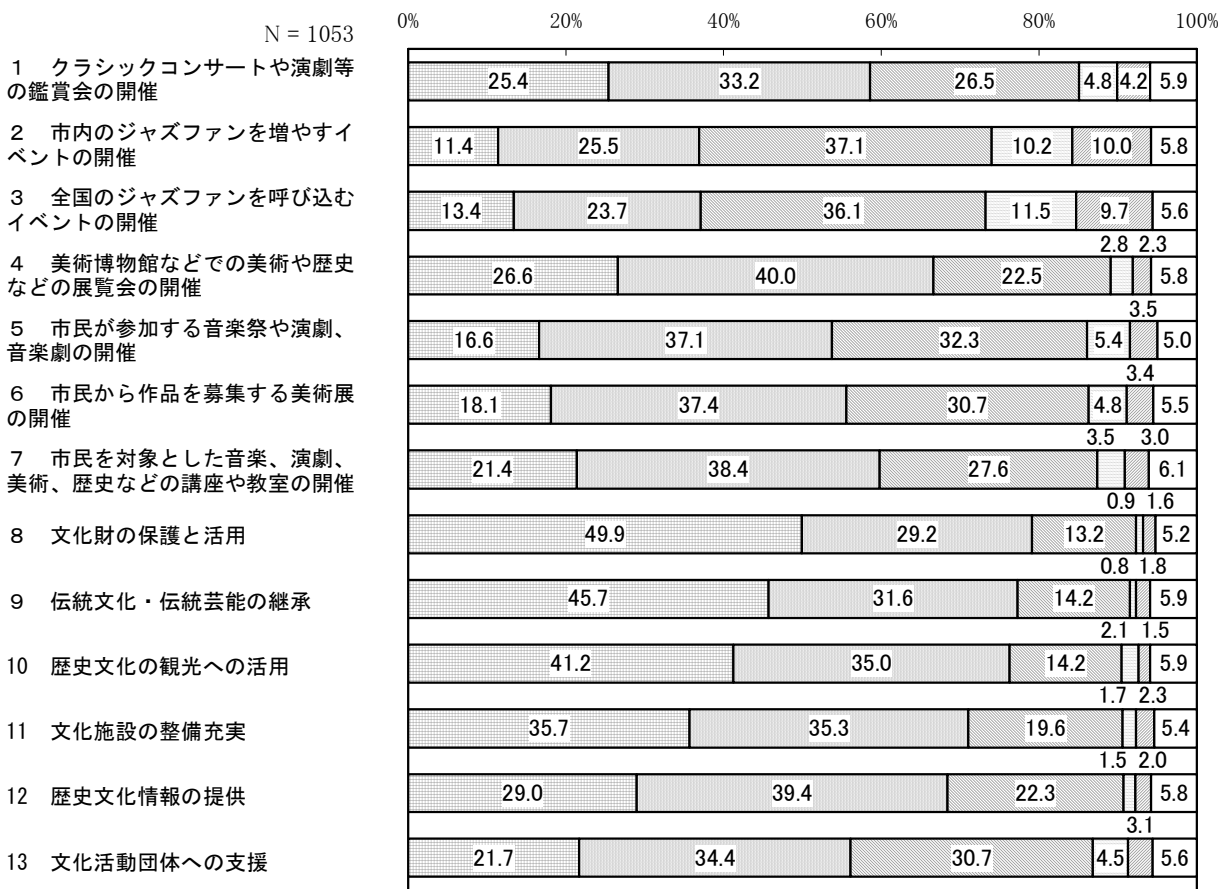 0% 20% 40% 60% 80% 100%
N = 1053
1 クラシックコンサートや演劇等
の鑑賞会の開催
25.4 33.2 26.5 4.8 4.2 5.9
2 市内のジャズファンを増やすイ
ベントの開催
11.4 25.5 37.1 10.2 10.0 5.8
3 全国のジャズファンを呼び込む
イベントの開催
13.4 23.7 36.1 11.5 9.7 5.6
2.8 2.3
4 美術博物館などでの美術や歴史
などの展覧会の開催
26.6 40.0 22.5 5.8
3.5
5 市民が参加する音楽祭や演劇、
音楽劇の開催
16.6 37.1 32.3 5.4 5.0
3.4
6 市民から作品を募集する美術展
の開催
18.1 37.4 30.7 4.8 5.5
3.5 3.0
7 市民を対象とした音楽、演劇、
美術、歴史などの講座や教室の開催
21.4 38.4 27.6 6.1
0.9 1.6
8 文化財の保護と活用
49.9 29.2 13.2 5.2
0.8 1.8
9 伝統文化・伝統芸能の継承
45.7 31.6 14.2 5.9
2.1 1.5
10 歴史文化の観光への活用
41.2 35.0 14.2 5.9
1.7 2.3
11 文化施設の整備充実
35.7 35.3 19.6 5.4
1.5 2.0
12 歴史文化情報の提供
29.0 39.4 22.3 5.8
3.1
13 文化活動団体への支援
21.7 34.4 30.7 4.5 5.6